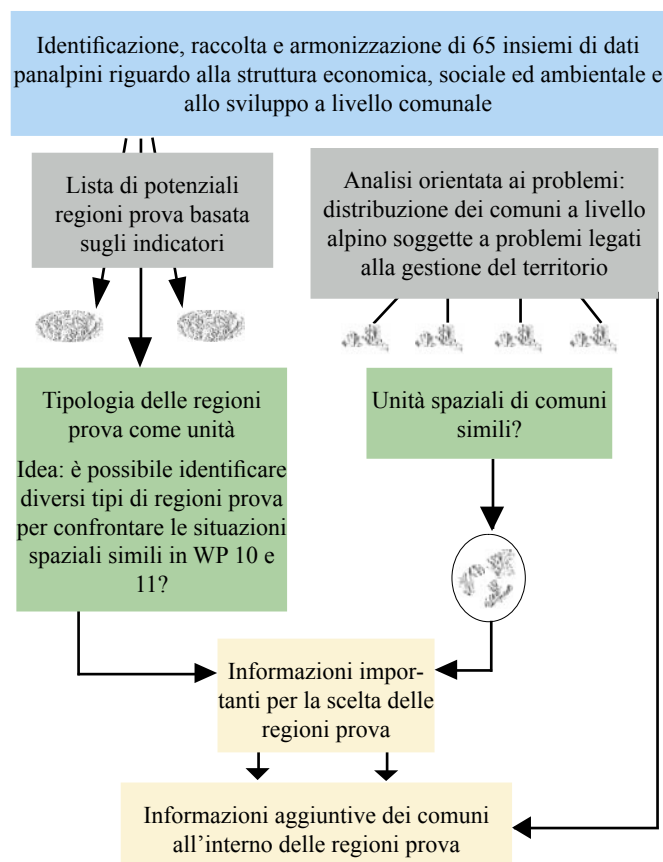 Identificazione, raccolta e armonizzazione di 65 insiemi di dati
panalpini riguardo alla struttura economica, sociale ed ambientale e
allo sviluppo a livello comunale
Lista di potenziali
regioni prova basata
sugli indicatori
Analisi orientata ai problemi:
distribuzione dei comuni a livello
alpino soggette a problemi legati
alla gestione del territorio
Tipologia delle regioni
prova come unità
Idea: è possibile identificare
diversi tipi di regioni prova
per confrontare le situazioni
spaziali simili in WP 10 e
11?
Unità spaziali di comuni
simili?
Informazioni impor-
tanti per la scelta delle
regioni prova
Informazioni aggiuntive dei comuni
all'interno delle regioni prova